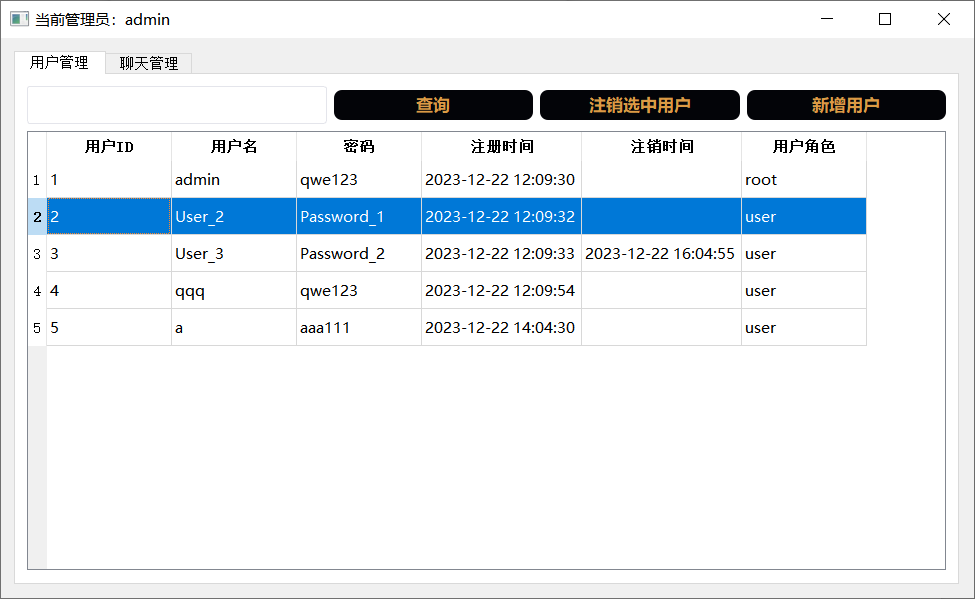 当前管理员：admin
用户管理 聊天管理
查询 注销选中用户 新增用户
用户ID 用户名 密码 注册时间 注销时间 用户角色
1 1 admin qwe123 2023-12-22 12:09:30 root
2 2 User_2 Password_1 2023-12-22 12:09:32 user
3 3 User_3 Password_2 2023-12-22 12:09:33 2023-12-22 16:04:55 user
4 4 qqq qwe123 2023-12-22 12:09:54 user
5 5 a aaa111 2023-12-22 14:04:30 user